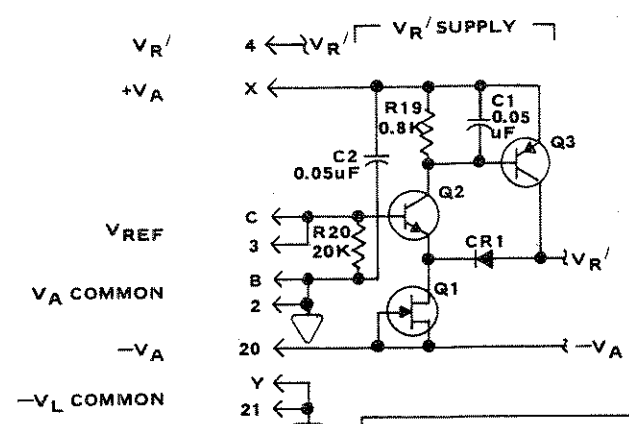 VR' 4 VR' VR' SUPPLY
+VA X
R19
0.8K
C1
0.05
uF
Q3
C2
0.05uF
Q2
C
VREF
3
R20
20K
CR1
VR'
B
VA COMMON
2
Q1
−VA 20 −VA
Y
−VL COMMON
21